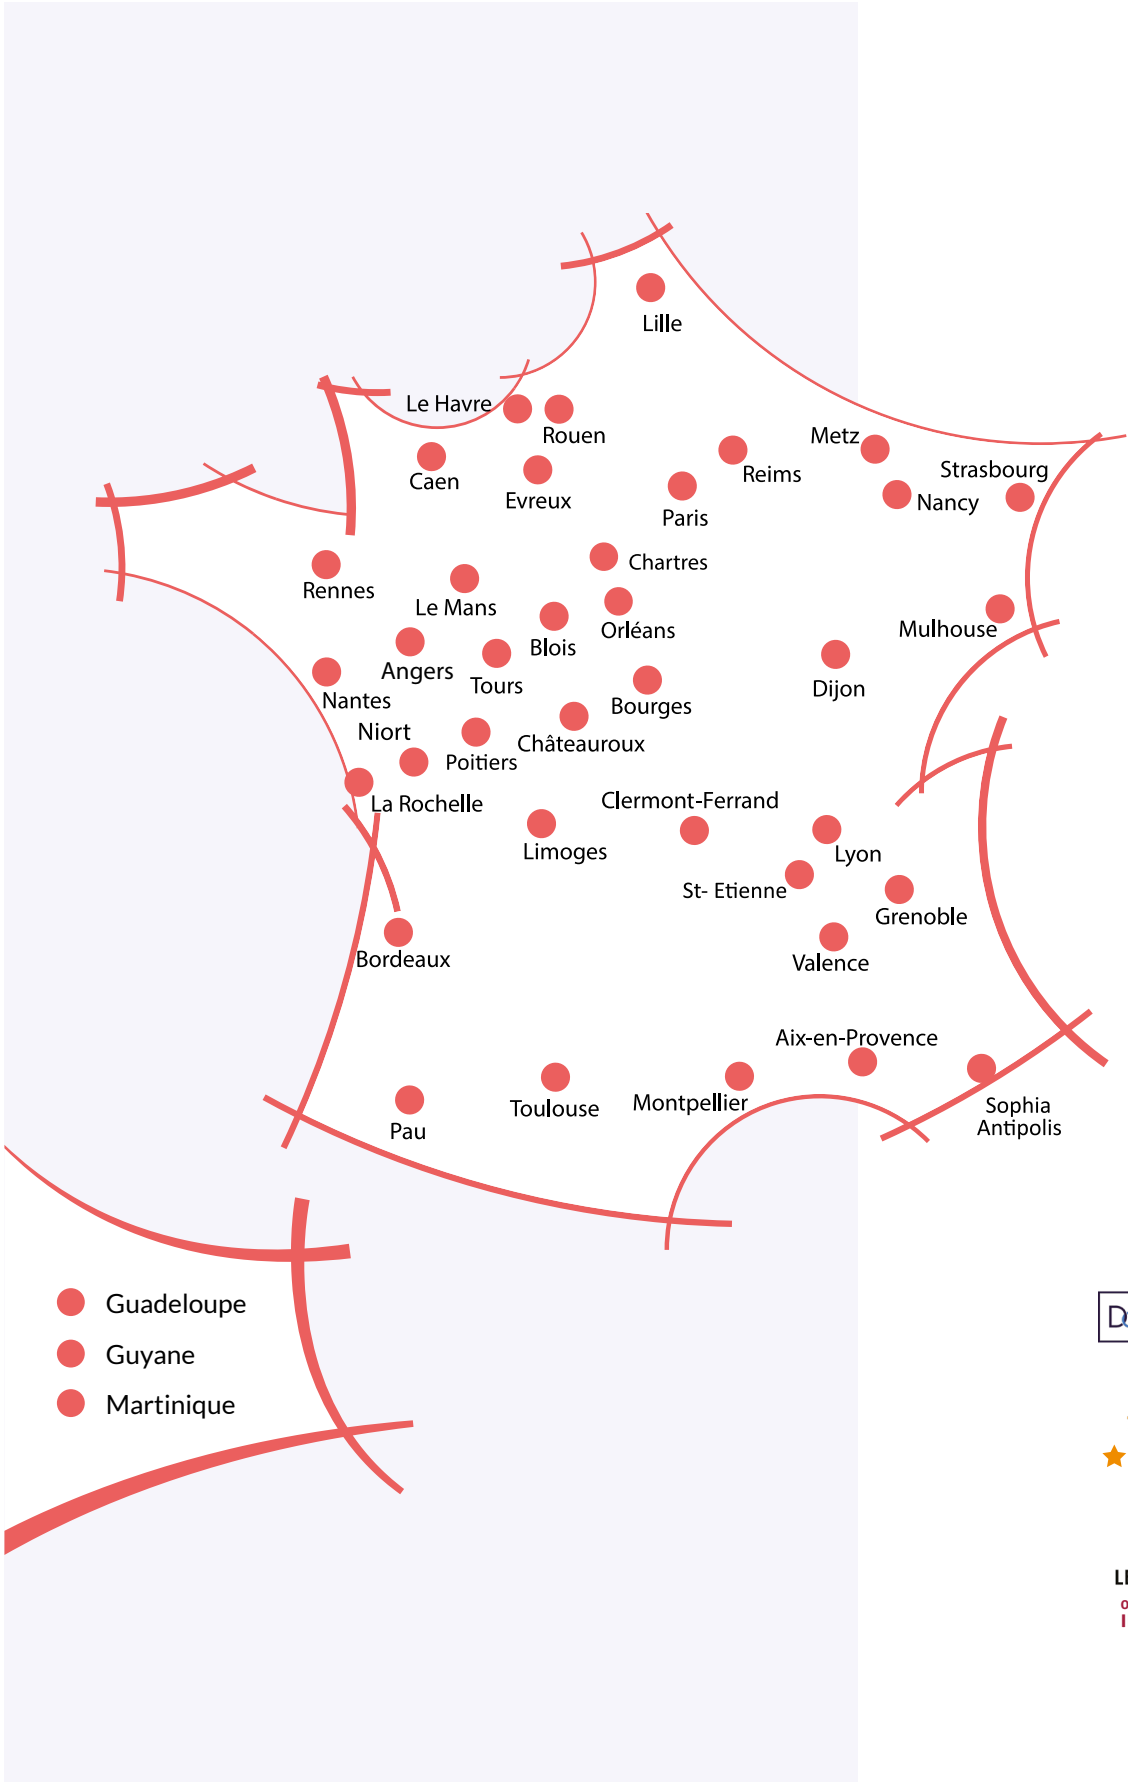 Lille
Le Havre
Rouen
Metz
Caen
Evreux
Reims
Strasbourg
Paris
Nancy
Chartres
Rennes
Le Mans
Orléans
Mulhouse
Blois
Angers
Tours
Dijon
Nantes
Bourges
Niort
Châteauroux
Poitiers
La Rochelle
Clermont-Ferrand
Limoges
Lyon
St- Etienne
Grenoble
Bordeaux
Valence
Aix-en-Provence
Toulouse
Montpellier
Sophia
Antipolis
Pau
Guadeloupe
Guyane
Martinique